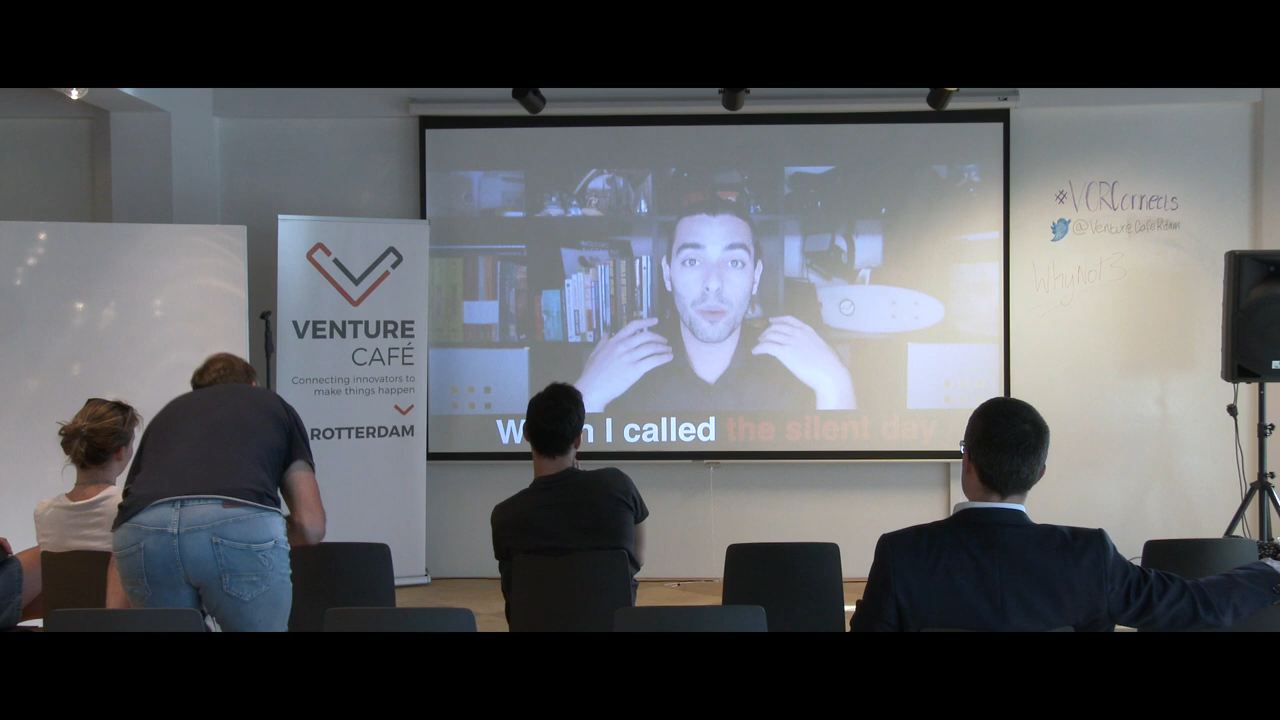 VENTURE
CAFÉ
Connecting innovators to
make things happen
ROTTERDAM
I called the silent day
#VCRConnects
@VentureCafeRdam
WhyNot3